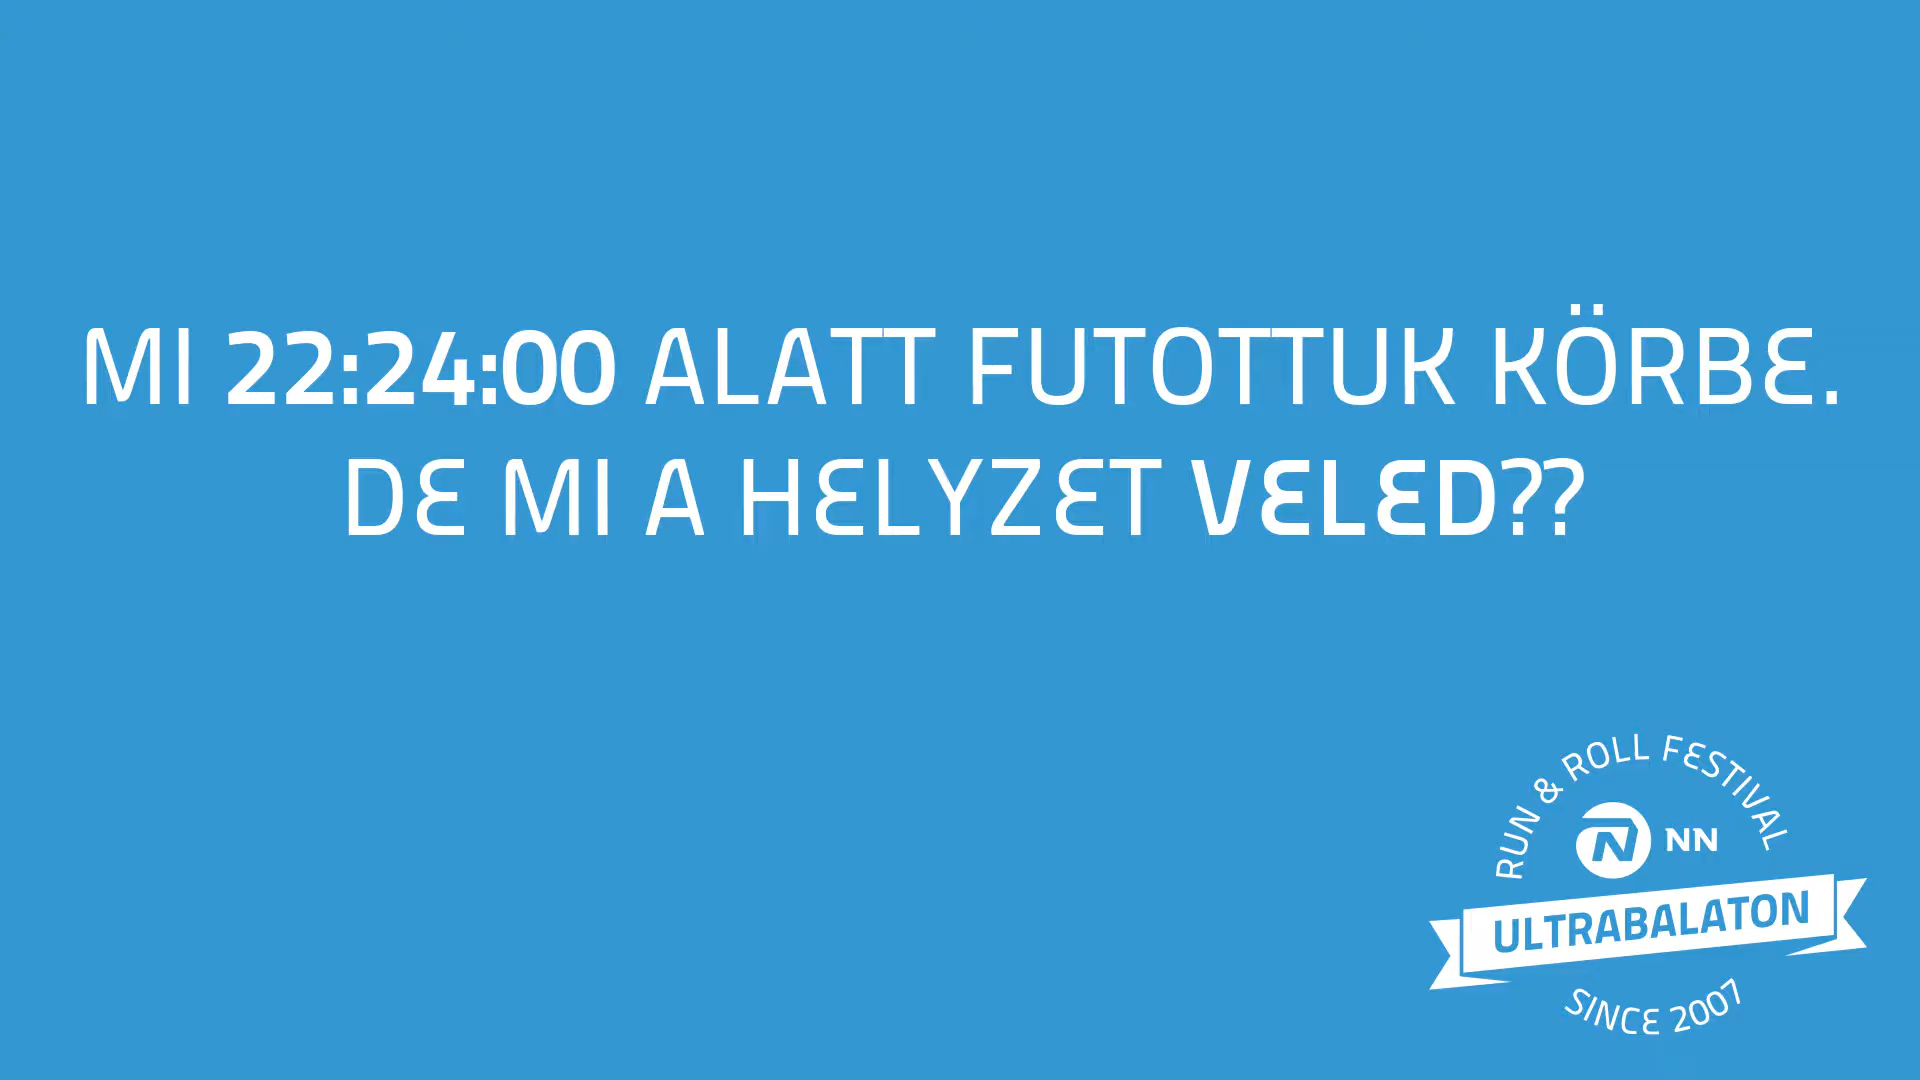 MI 22:24:00 ALATT FUTOTTUK KÖRBE.
DE MI A HELYZET VELED??
RUN & ROLL FESTIVAL
NN
ULTRABALATON
SINCE 2007